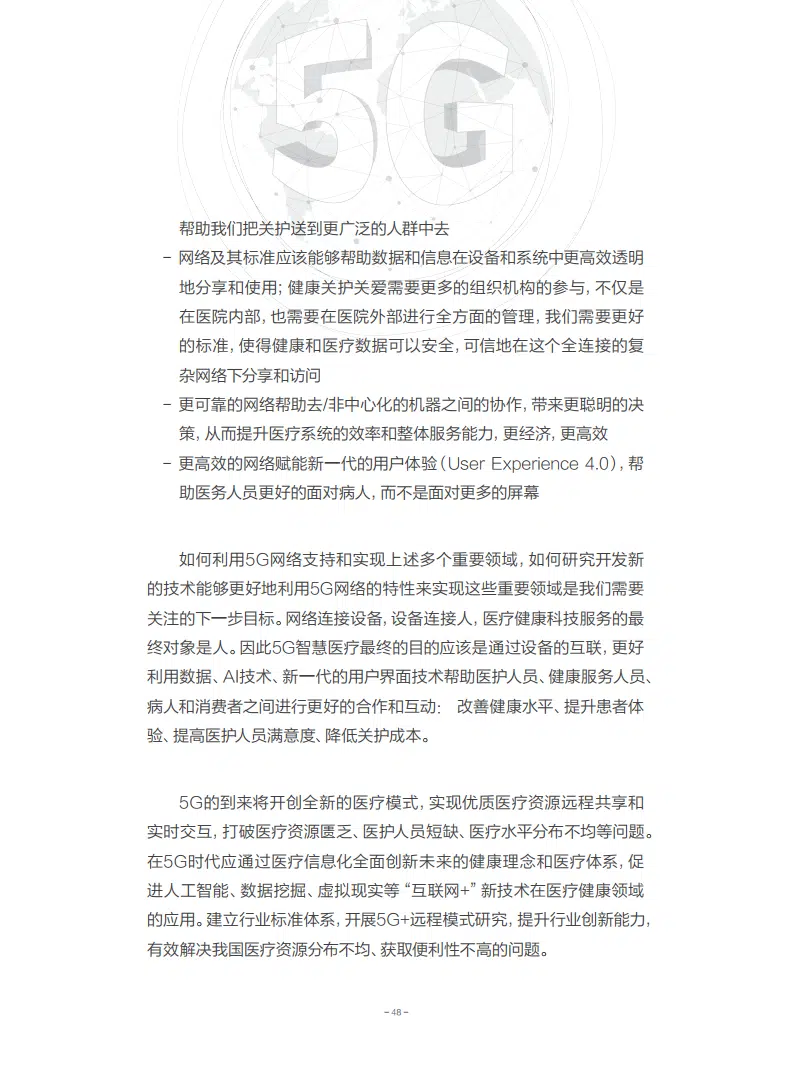 5G
帮助我们把关护送到更广泛的人群中去
– 网络及其标准应该能够帮助数据和信息在设备和系统中更高效透明
地分享和使用；健康关护关爱需要更多的组织机构的参与，不仅是
在医院内部，也需要在医院外部进行全方面的管理，我们需要更好
的标准，使得健康和医疗数据可以安全，可信地在这个全连接的复
杂网络下分享和访问
– 更可靠的网络帮助去/非中心化的机器之间的协作，带来更聪明的决
策，从而提升医疗系统的效率和整体服务能力，更经济，更高效
– 更高效的网络赋能新一代的用户体验（User Experience 4.0），帮
助医务人员更好的面对病人，而不是面对更多的屏幕
如何利用5G网络支持和实现上述多个重要领域，如何研究开发新
的技术能够更好地利用5G网络的特性来实现这些重要领域是我们需要
关注的下一步目标。网络连接设备，设备连接人，医疗健康科技服务的最
终对象是人。因此5G智慧医疗最终的目的应该是通过设备的互联，更好
利用数据、AI技术、新一代的用户界面技术帮助医护人员、健康服务人员、
病人和消费者之间进行更好的合作和互动： 改善健康水平、提升患者体
验、提高医护人员满意度、降低关护成本。
5G的到来将开创全新的医疗模式，实现优质医疗资源远程共享和
实时交互，打破医疗资源匮乏、医护人员短缺、医疗水平分布不均等问题。
在5G时代应通过医疗信息化全面创新未来的健康理念和医疗体系，促
进人工智能、数据挖掘、虚拟现实等“互联网+”新技术在医疗健康领域
的应用。建立行业标准体系，开展5G+远程模式研究，提升行业创新能力，
有效解决我国医疗资源分布不均、获取便利性不高的问题。
– 48 –